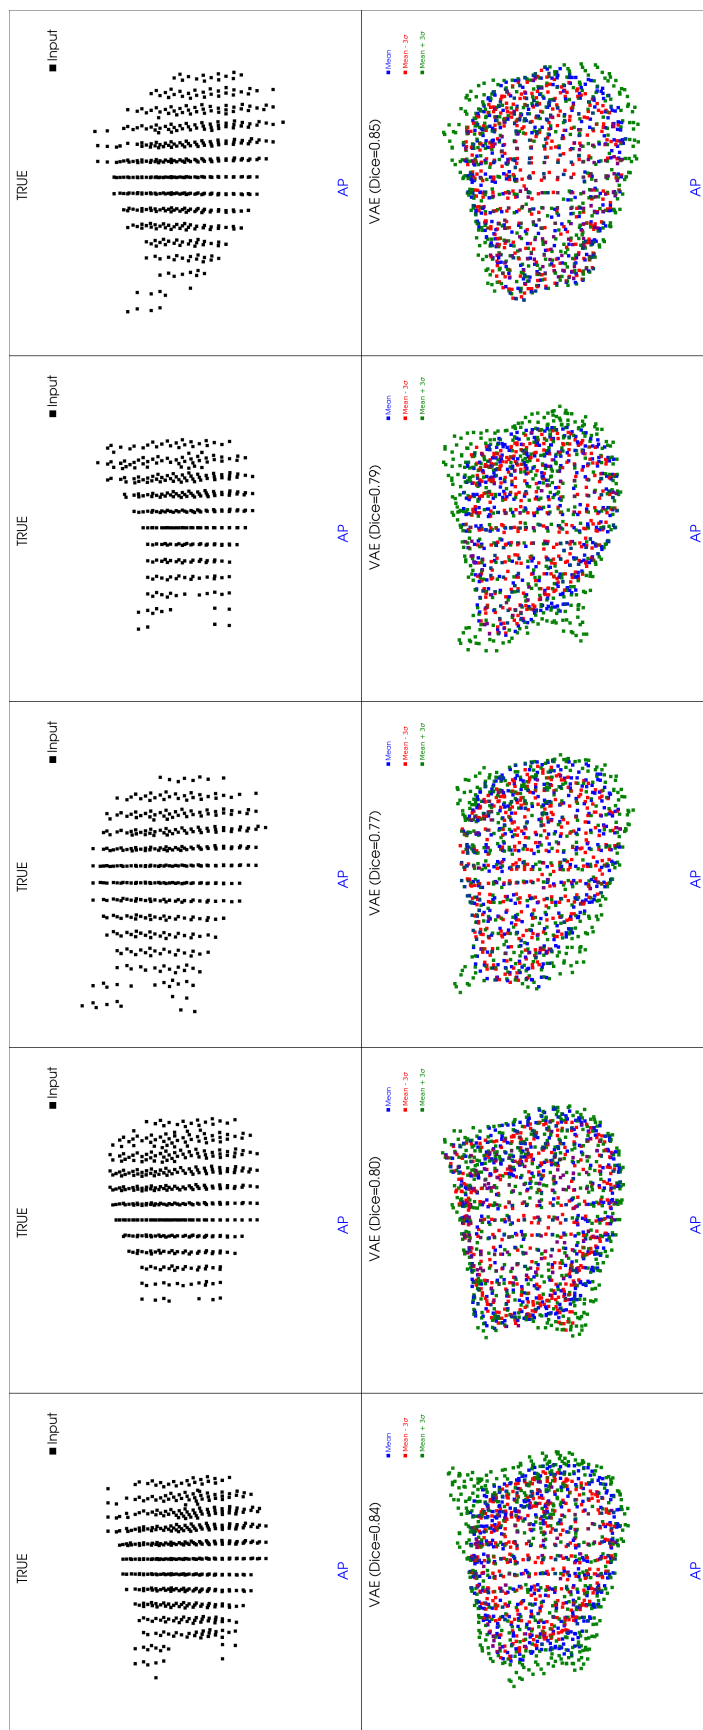 TRUE
Input
AP
TRUE
Input
AP
TRUE
Input
AP
TRUE
Input
AP
TRUE
Input
AP
VAE (Dice=0.84)
Mean
Mean - 3σ
Mean + 3σ
AP
VAE (Dice=0.80)
Mean
Mean - 3σ
Mean + 3σ
AP
VAE (Dice=0.77)
Mean
Mean - 3σ
Mean + 3σ
AP
VAE (Dice=0.79)
Mean
Mean - 3σ
Mean + 3σ
AP
VAE (Dice=0.85)
Mean
Mean - 3σ
Mean + 3σ
AP